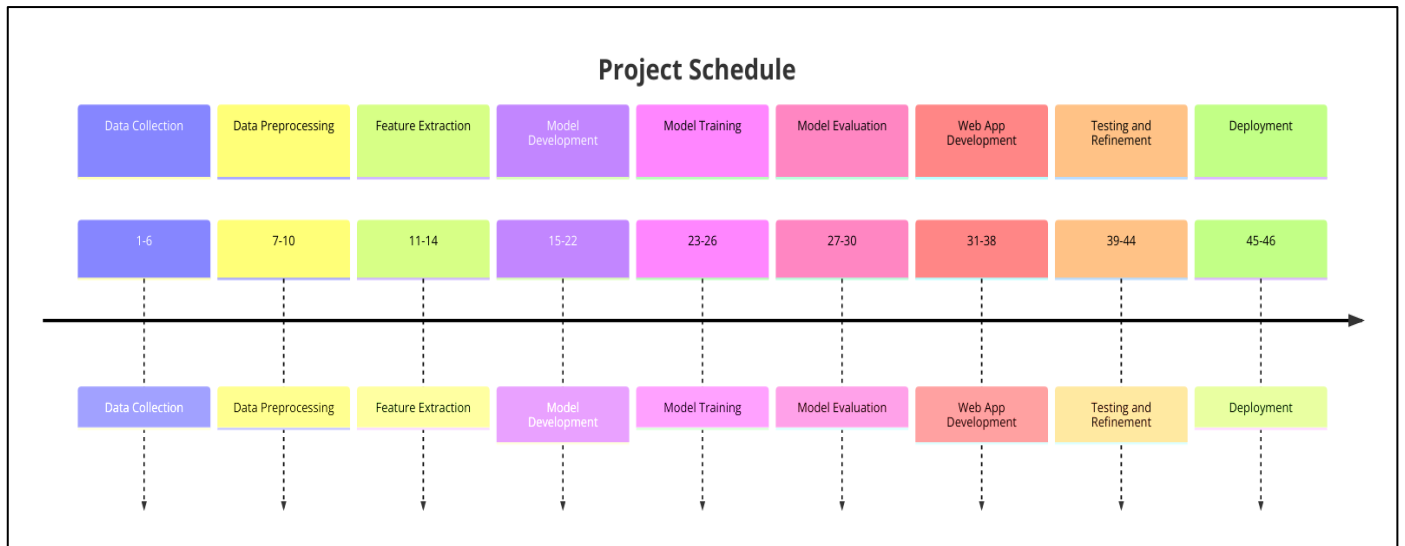 Project Schedule
Data Collection
Data Preprocessing
Feature Extraction
Model
Development
Model Training
Model Evaluation
Web App
Development
Testing and
Refinement
Deployment
1-6
7-10
11-14
15-22
23-26
27-30
31-38
39-44
45-46
Data Collection
Data Preprocessing
Feature Extraction
Model
Development
Model Training
Model Evaluation
Web App
Development
Testing and
Refinement
Deployment